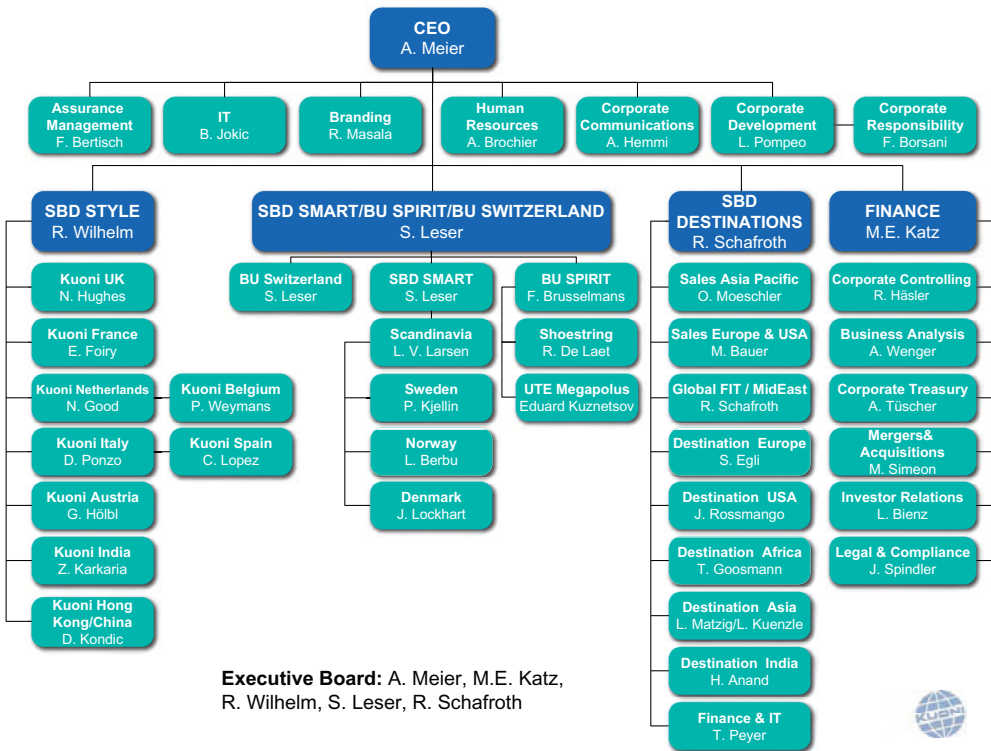 CEO
A. Meier
Assurance
Management
F. Bertisch
IT
B. Jokic
Branding
R. Masala
Human
Resources
A. Brochier
Corporate
Communications
A. Hemmi
Corporate
Development
L. Pompeo
Corporate
Responsibility
F. Borsani
SBD STYLE
R. Wilhelm
SBD SMART/BU SPIRIT/BU SWITZERLAND
S. Leser
SBD
DESTINATIONS
R. Schafroth
FINANCE
M.E. Katz
Kuoni UK
N. Hughes
Kuoni France
E. Foiry
Kuoni Netherlands
N. Good
Kuoni Belgium
P. Weymans
Kuoni Italy
D. Ponzo
Kuoni Spain
C. Lopez
Kuoni Austria
G. Hölbl
Kuoni India
Z. Karkaria
Kuoni Hong
Kong/China
D. Kondic
BU Switzerland
S. Leser
SBD SMART
S. Leser
Scandinavia
L. V. Larsen
Sweden
P. Kjellin
Norway
L. Berbu
Denmark
J. Lockhart
BU SPIRIT
F. Brusselmans
Shoestring
R. De Laet
UTE Megapolus
Eduard Kuznetsov
Sales Asia Pacific
O. Moeschler
Sales Europe & USA
M. Bauer
Global FIT / MidEast
R. Schafroth
Destination Europe
S. Egli
Destination USA
J. Rossmango
Destination Africa
T. Goosmann
Destination Asia
L. Matzig/L. Kuenzle
Destination India
H. Anand
Finance & IT
T. Peyer
Corporate Controlling
R. Häsler
Business Analysis
A. Wenger
Corporate Treasury
A. Tüscher
Mergers&
Acquisitions
M. Simeon
Investor Relations
L. Bienz
Legal & Compliance
J. Spindler
Executive Board: A. Meier, M.E. Katz,
R. Wilhelm, S. Leser, R. Schafroth
KUONI